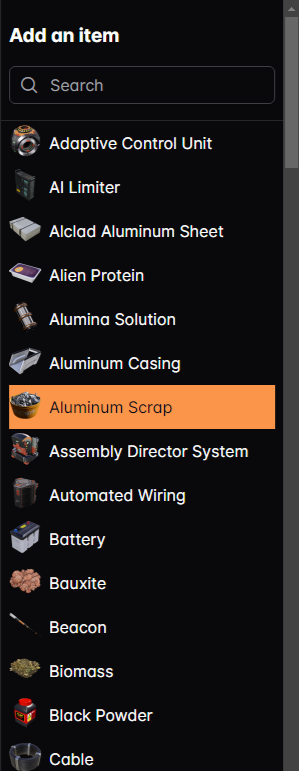 Add an item
Search
Adaptive Control Unit
AI Limiter
Alclad Aluminum Sheet
Alien Protein
Alumina Solution
Aluminum Casing
Aluminum Scrap
Assembly Director System
Automated Wiring
Battery
Bauxite
Beacon
Biomass
Black Powder
Cable